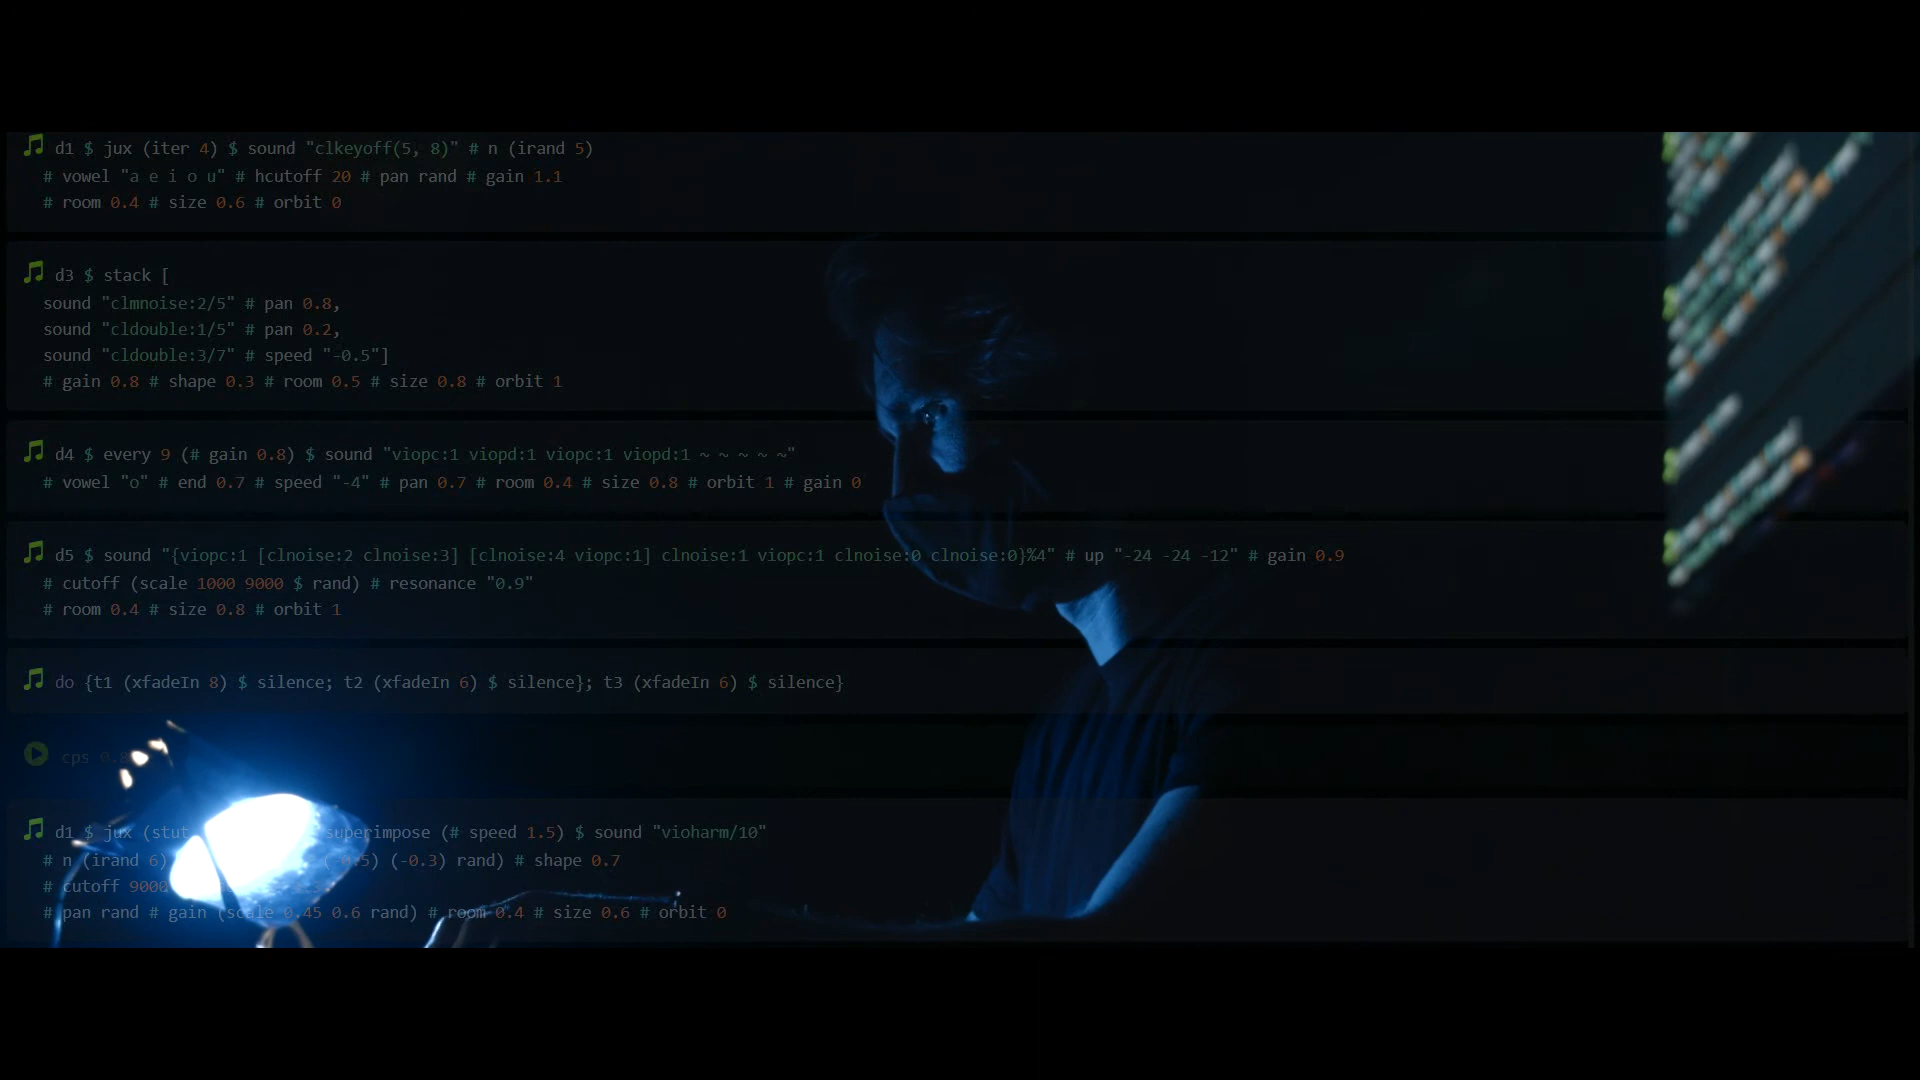 d1 $ jux (iter 4) $ sound "clkeyoff(5, 8)" # n (irand 5)
# vowel "a e i o u" # hcutoff 20 # pan rand # gain 1.1
# room 0.4 # size 0.6 # orbit 0
d3 $ stack [
sound "clmnoise:2/5" # pan 0.8,
sound "cldouble:1/5" # pan 0.2,
sound "cldouble:3/7" # speed "-0.5"]
# gain 0.8 # shape 0.3 # room 0.5 # size 0.8 # orbit 1
d4 $ every 9 (# gain 0.8) $ sound "viopc:1 viopd:1 viopc:1 viopd:1 ~ ~ ~ ~ ~"
# vowel "o" # end 0.7 # speed "-4" # pan 0.7 # room 0.4 # size 0.8 # orbit 1 # gain 0
d5 $ sound "{viopc:1 [clnoise:2 clnoise:3] [clnoise:4 viopc:1] clnoise:1 viopc:1 clnoise:0 clnoise:0}%4" # up "-24 -24 -12" # gain 0.9
# cutoff (scale 1000 9000 $ rand) # resonance "0.9"
# room 0.4 # size 0.8 # orbit 1
do {t1 (xfadeIn 8) $ silence; t2 (xfadeIn 6) $ silence}; t3 (xfadeIn 6) $ silence}
cps
d1 $ jux (stut superimpose (# speed 1.5) $ sound "vioharm/10"
# n (irand 6) (-0.3) rand) # shape 0.7
# cutoff 9000
# pan rand # gain (scale 0.45 0.6 rand) # room 0.4 # size 0.6 # orbit 0